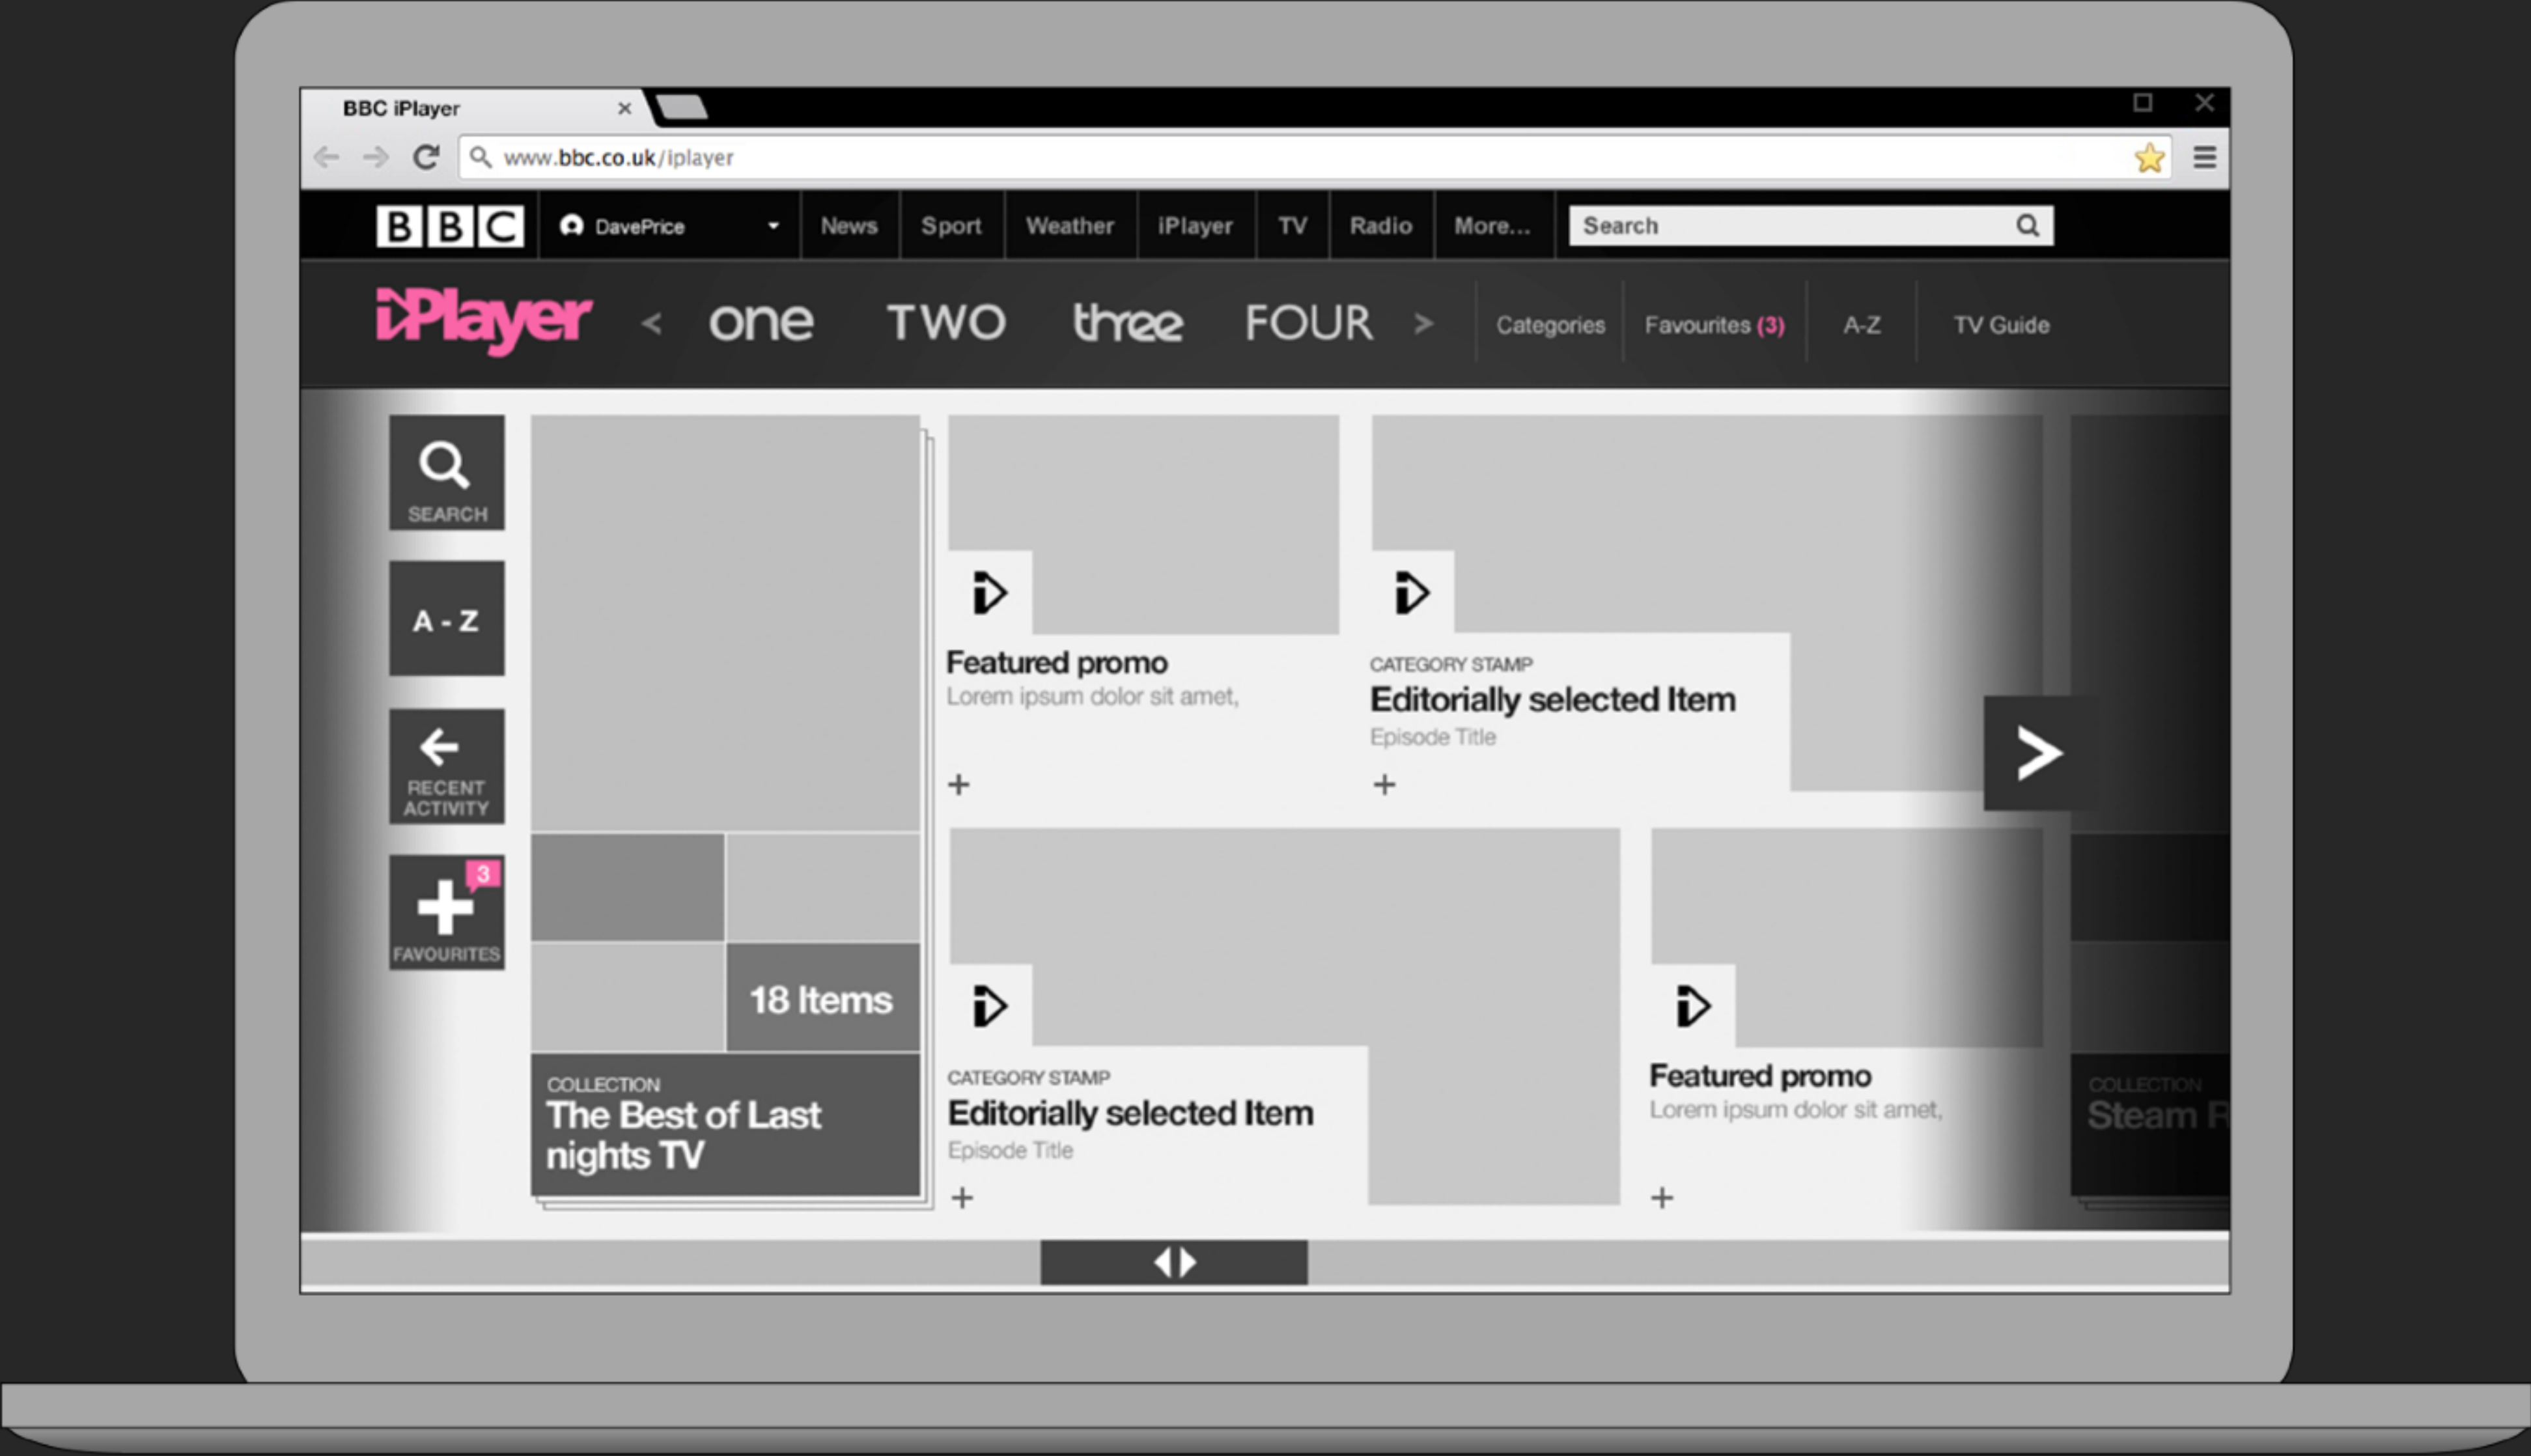 BBC iPlayer
www.bbc.co.uk/iplayer
BBC DavePrice News Sport Weather iPlayer TV Radio More... Search
iPlayer < one TWO three FOUR > Categories Favourites (3) A-Z TV Guide
SEARCH
A - Z
RECENT
ACTIVITY
3
FAVOURITES
18 Items
COLLECTION
The Best of Last
nights TV
Featured promo
Lorem ipsum dolor sit amet,
+
CATEGORY STAMP
Editorially selected Item
Episode Title
+
>
CATEGORY STAMP
Editorially selected Item
Episode Title
+
Featured promo
Lorem ipsum dolor sit amet,
+
COLLECTION
Steam R